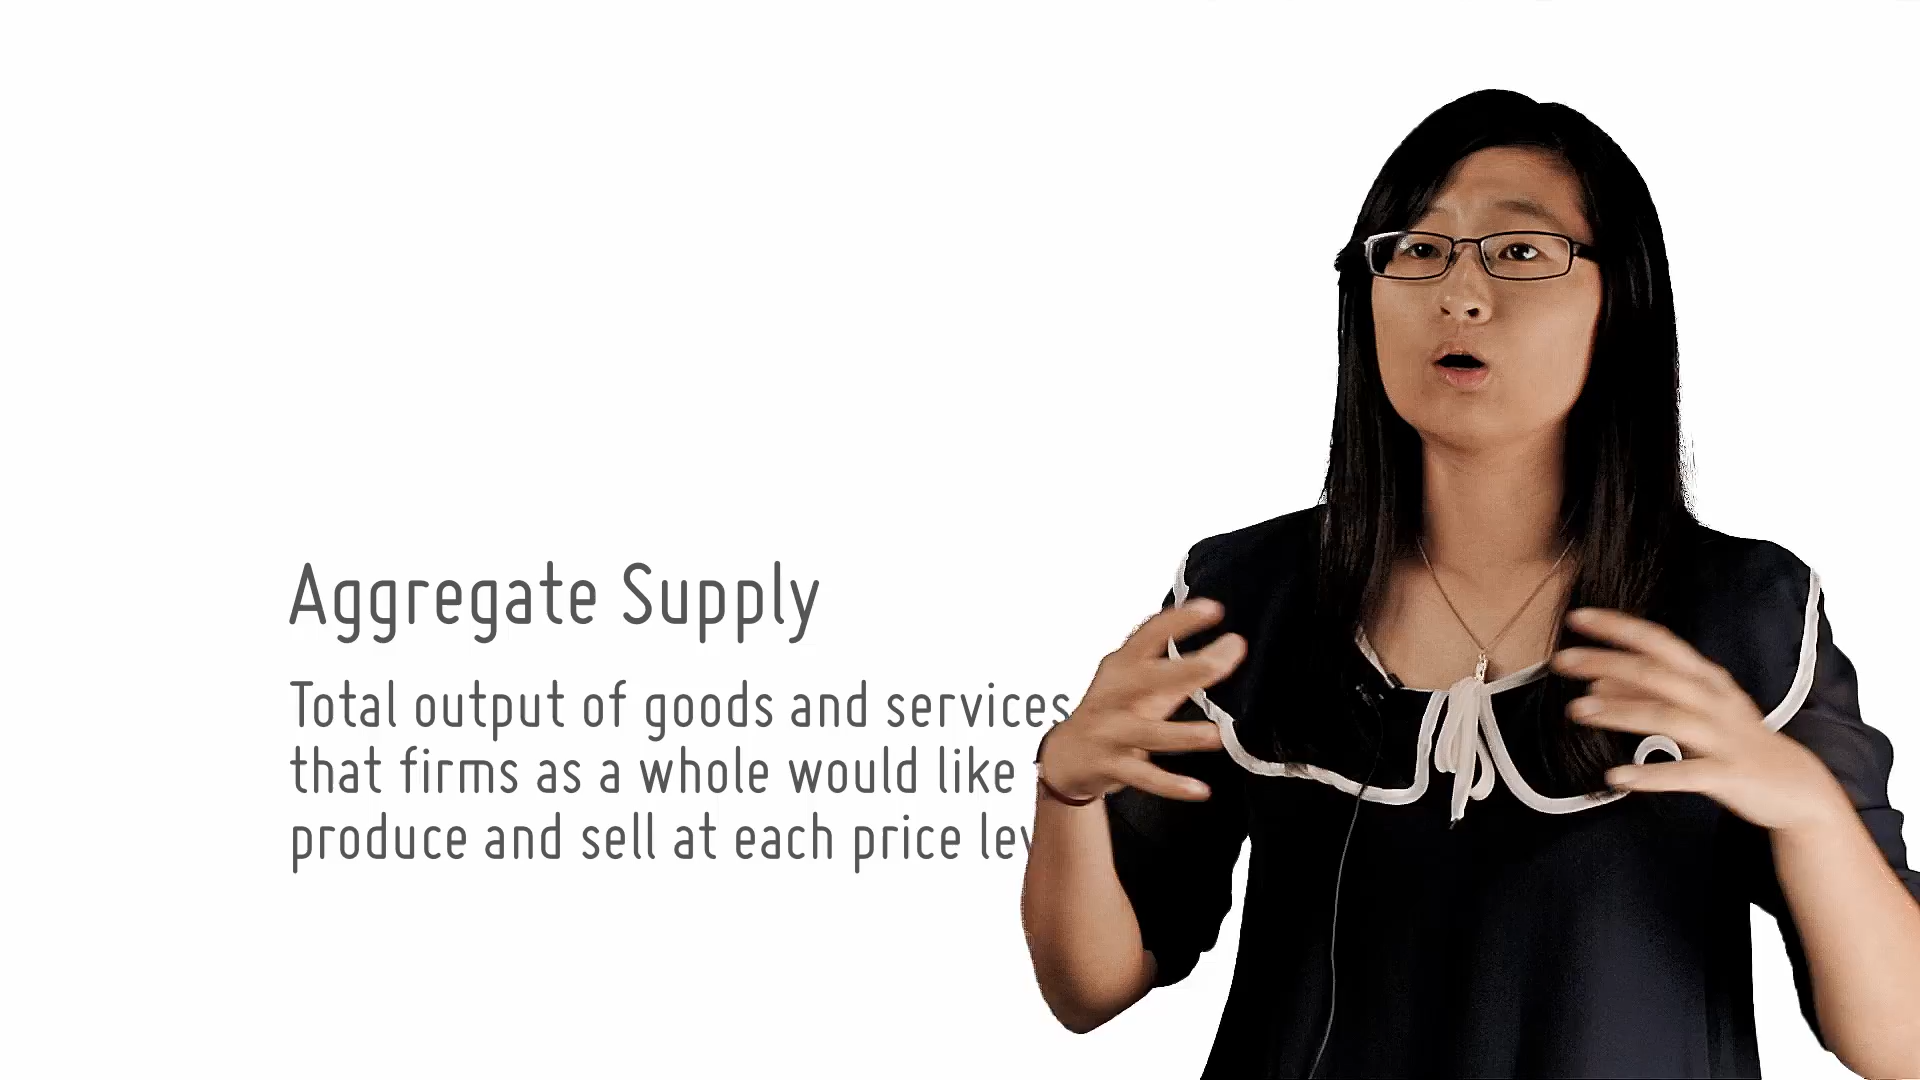 Aggregate Supply
Total output of goods and services
that firms as a whole would like
produce and sell at each price